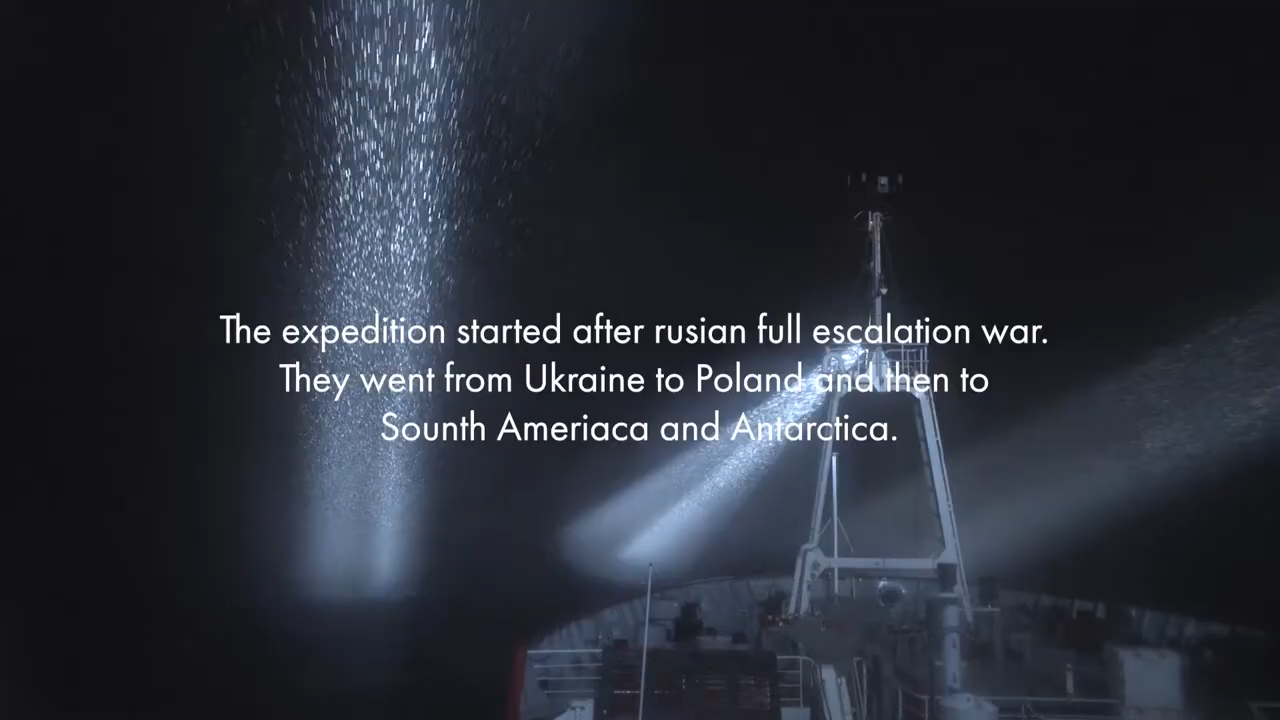 The expedition started after rusian full escalation war.
They went from Ukraine to Poland and then to
Sounth Ameriaca and Antarctica.